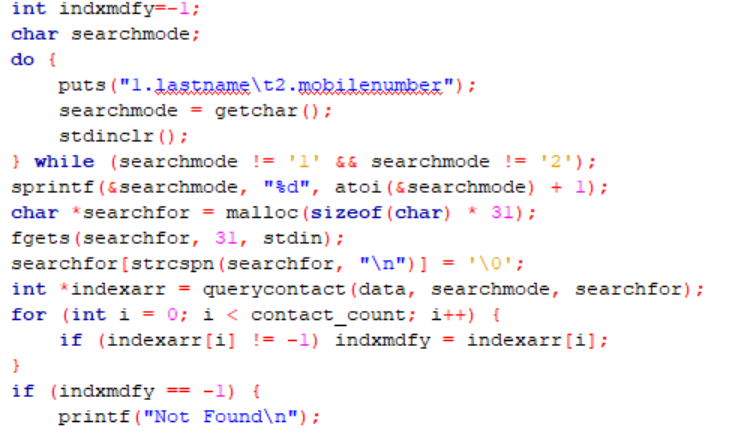 int indxmdfy=-1;
char searchmode;
do {
    puts("1.lastname\t2.mobilenumber");
    searchmode = getchar();
    stdinclr();
} while (searchmode != '1' && searchmode != '2');
sprintf(&searchmode, "%d", atoi(&searchmode) + 1);
char *searchfor = malloc(sizeof(char) * 31);
fgets(searchfor, 31, stdin);
searchfor[strcspn(searchfor, "\n")] = '\0';
int *indexarr = querycontact(data, searchmode, searchfor);
for (int i = 0; i < contact_count; i++) {
    if (indexarr[i] != -1) indxmdfy = indexarr[i];
}
if (indxmdfy == -1) {
    printf("Not Found\n");